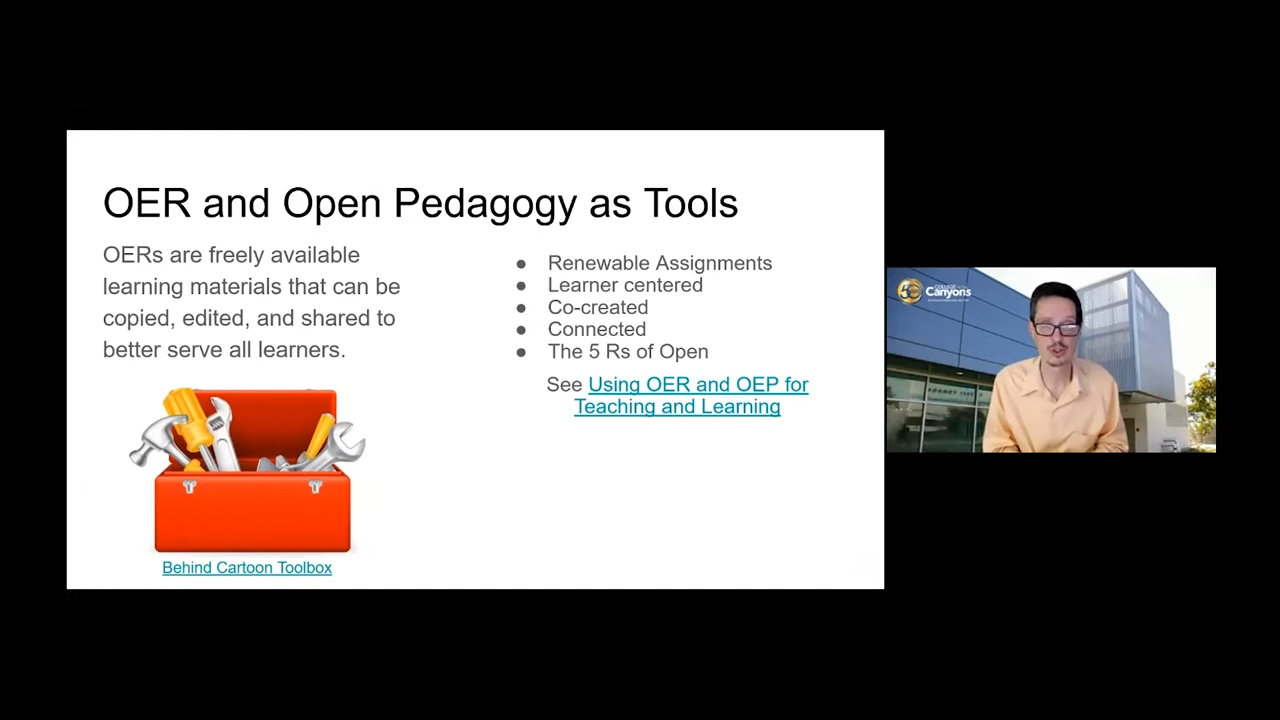 OER and Open Pedagogy as Tools
OERs are freely available
learning materials that can be
copied, edited, and shared to
better serve all learners.
Behind Cartoon Toolbox
● Renewable Assignments
● Learner centered
● Co-created
● Connected
● The 5 Rs of Open
See Using OER and OEP for
Teaching and Learning
Canyons